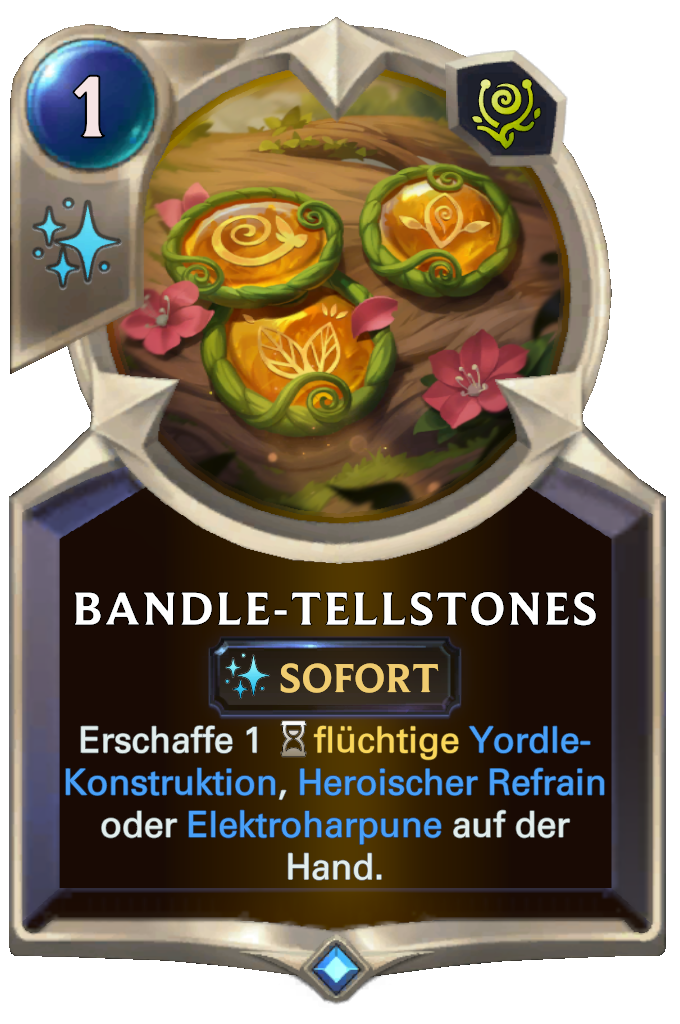 1
BANDLE-TELLSTONES
SOFORT
Erschaffe 1 flüchtige Yordle-
Konstruktion, Heroischer Refrain
oder Elektroharpune auf der
Hand.